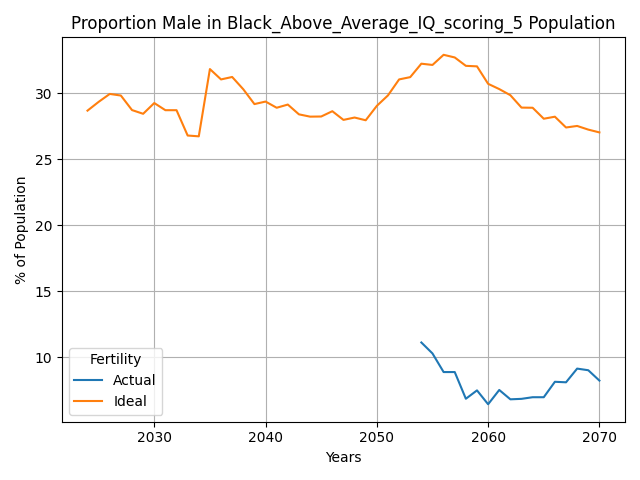 Proportion Male in Black_Above_Average_IQ_scoring_5 Population
% of Population
30
25
20
15
10
Fertility
Actual
Ideal
2030 2040 2050 2060 2070
Years